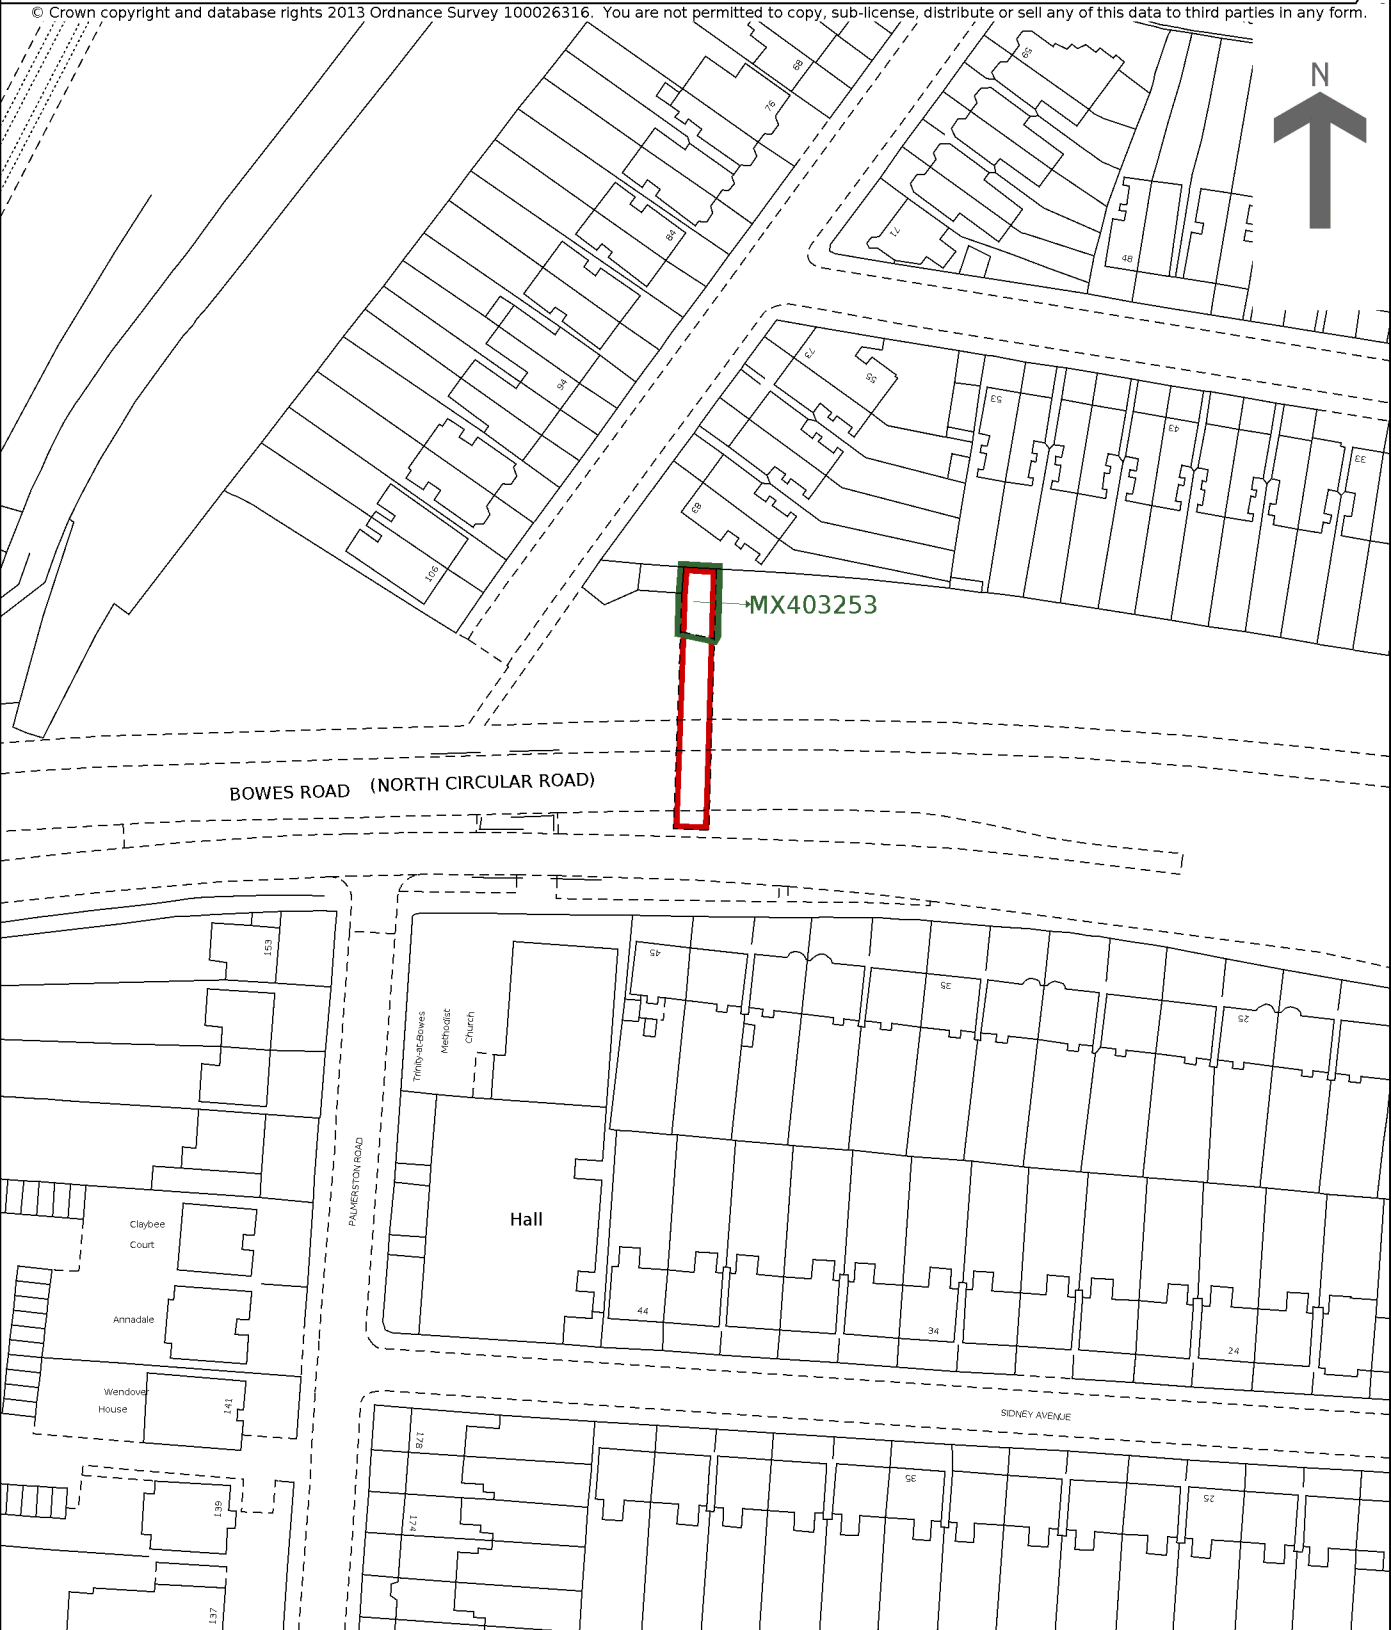 © Crown copyright and database rights 2013 Ordnance Survey 100026316. You are not permitted to copy, sub-license, distribute or sell any of this data to third parties in any form.
N
59
68
76
71
48
84
73
55
94
53
43
33
83
106
MX403253
BOWES ROAD (NORTH CIRCULAR ROAD)
153
45
35
25
Trinity-at-Bowes
Methodist
Church
PALMERSTON ROAD
Hall
Claybee
Court
44
34
24
Annadale
Wendover
House
141
SIDNEY AVENUE
178
35
25
139
174
137